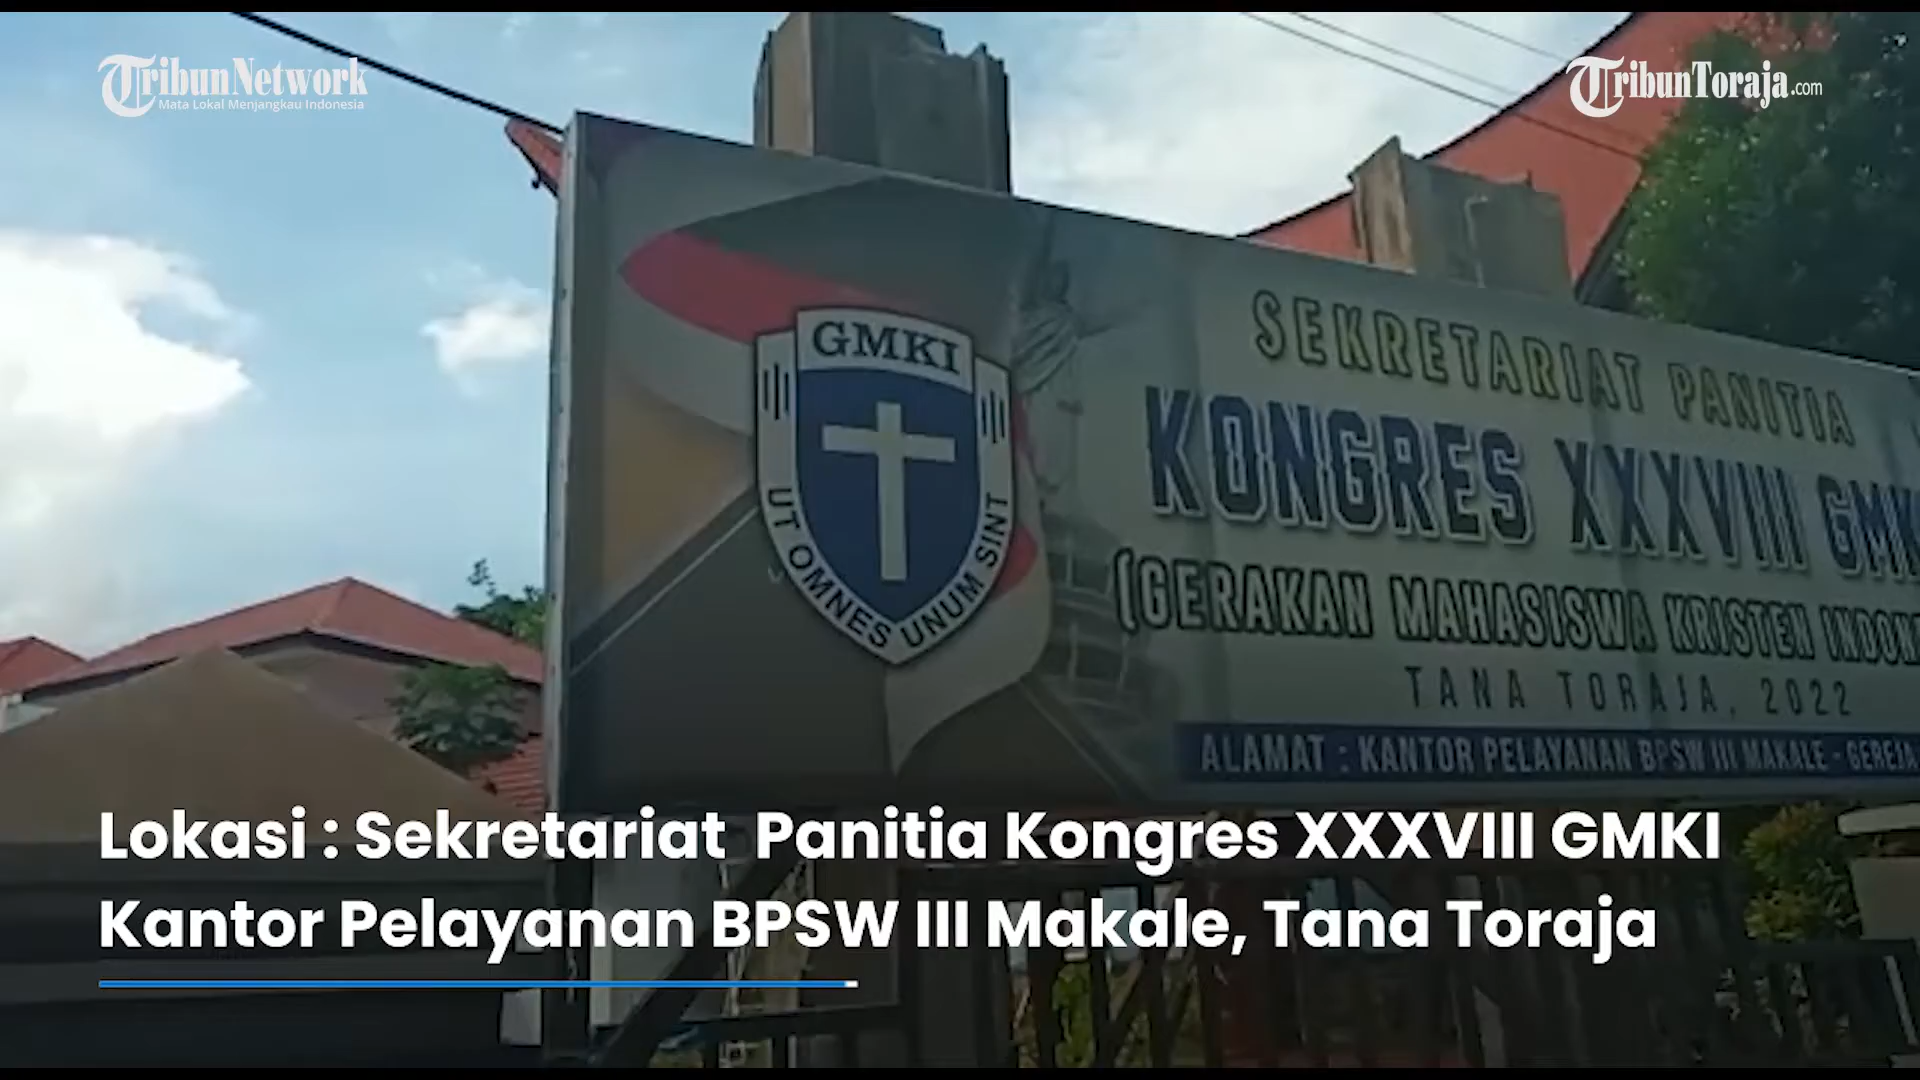 TribunNetwork
Mata Lokal Menjangkau Indonesia
TribunToraja.com
GMKI
UT OMNES UNUM SINT
SEKRETARIAT PANITIA
KONGRES XXXVIII
(GERAKAN MAHASISWA KRISTEN
TANA TORAJA, 2022
ALAMAT : KANTOR PELAYANAN BPSW III MAKALE - GEREJA
Lokasi : Sekretariat Panitia Kongres XXXVIII GMKI
Kantor Pelayanan BPSW III Makale, Tana Toraja